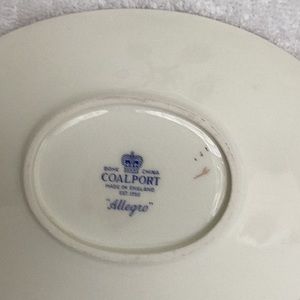 BONE CHINA
COALPORT
MADE IN ENGLAND
EST. 1750
"Allegro"